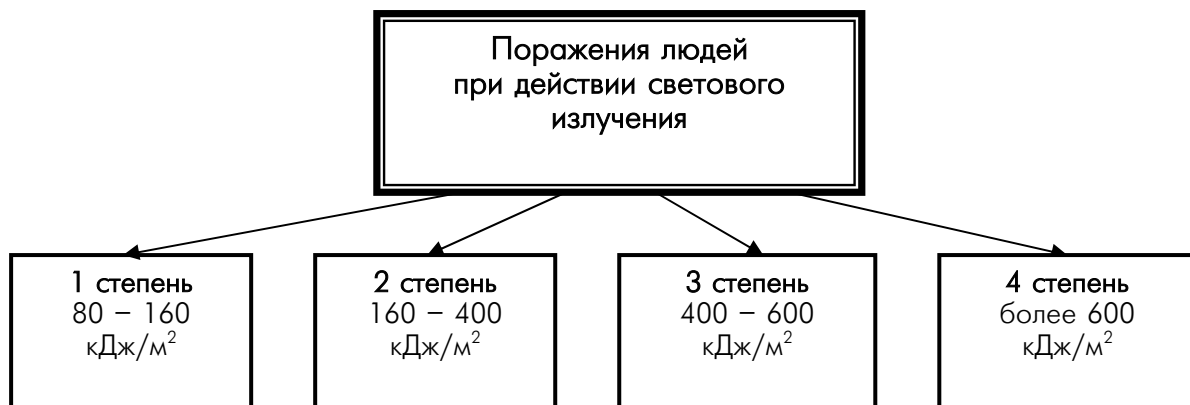 Поражения людей
при действии светового
излучения
1 степень
80 – 160
кДж/м²
2 степень
160 – 400
кДж/м²
3 степень
400 – 600
кДж/м²
4 степень
более 600
кДж/м²